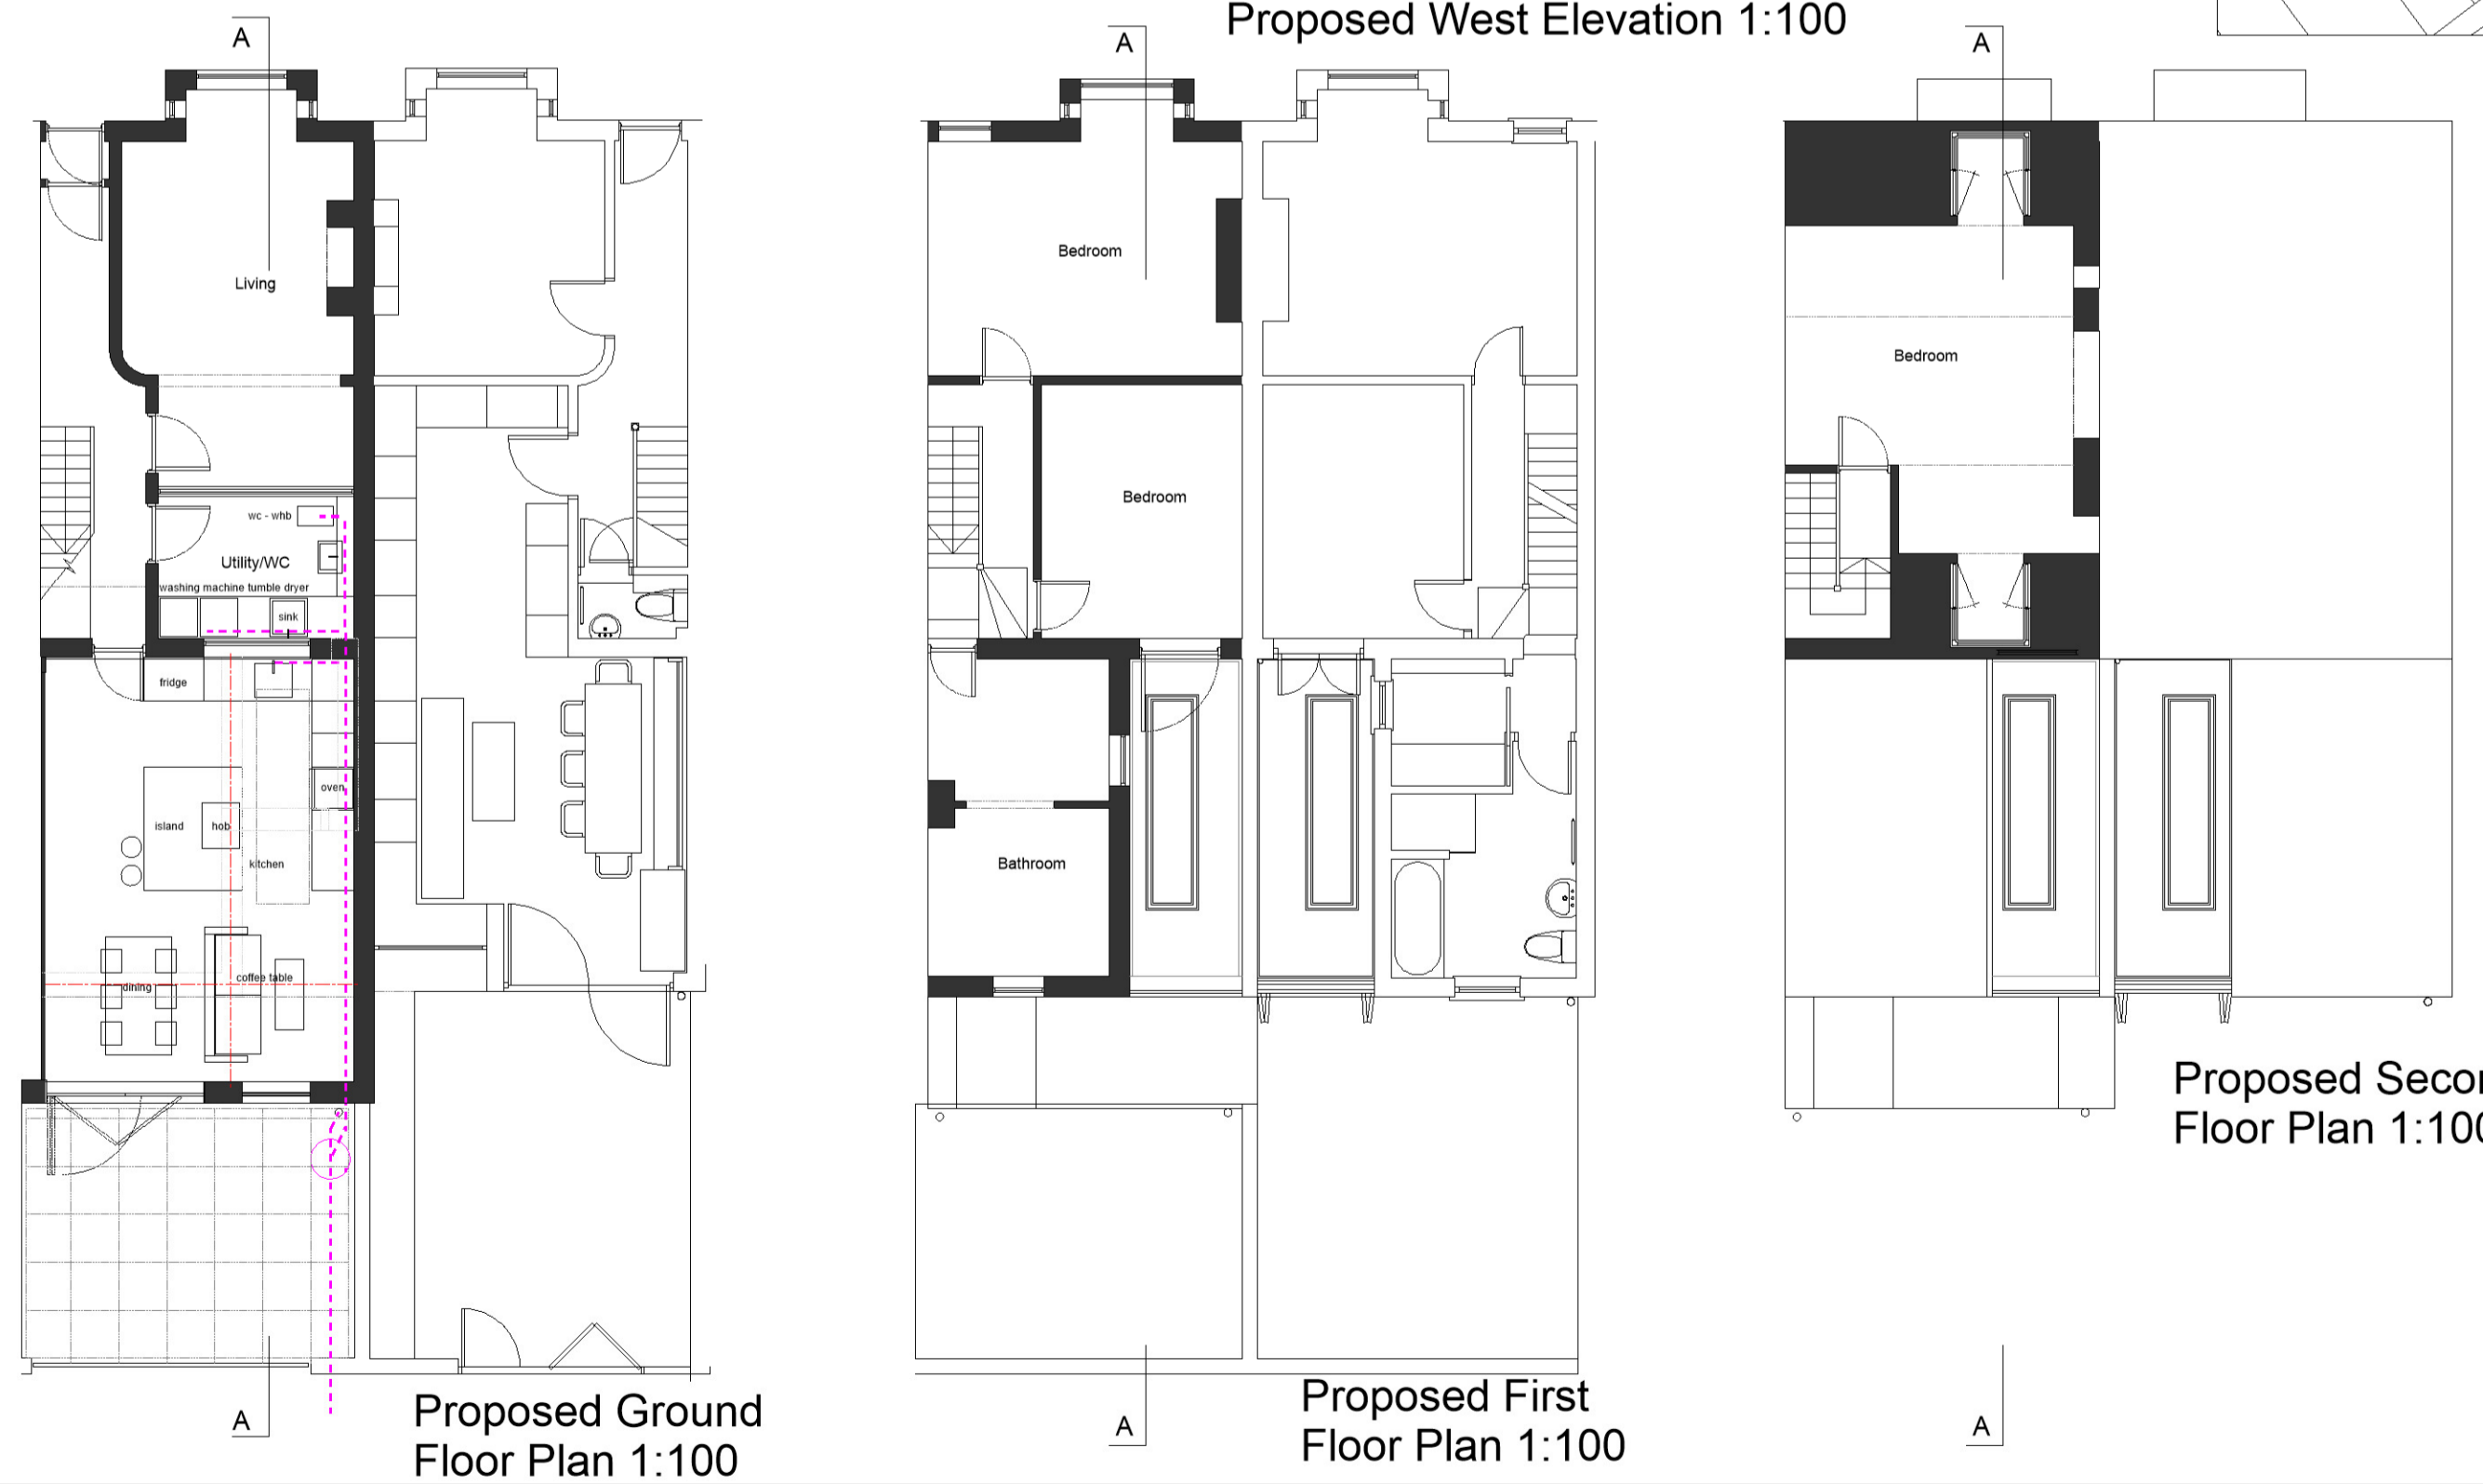 Proposed West Elevation 1:100
A
A
A
Living
wc - whb
Utility/WC
washing machine tumble dryer
sink
fridge
oven
island
hob
kitchen
coffee table
dining
A
Proposed Ground
Floor Plan 1:100
Bedroom
Bedroom
Bathroom
A
Proposed First
Floor Plan 1:100
Bedroom
A
Proposed Secon
Floor Plan 1:100